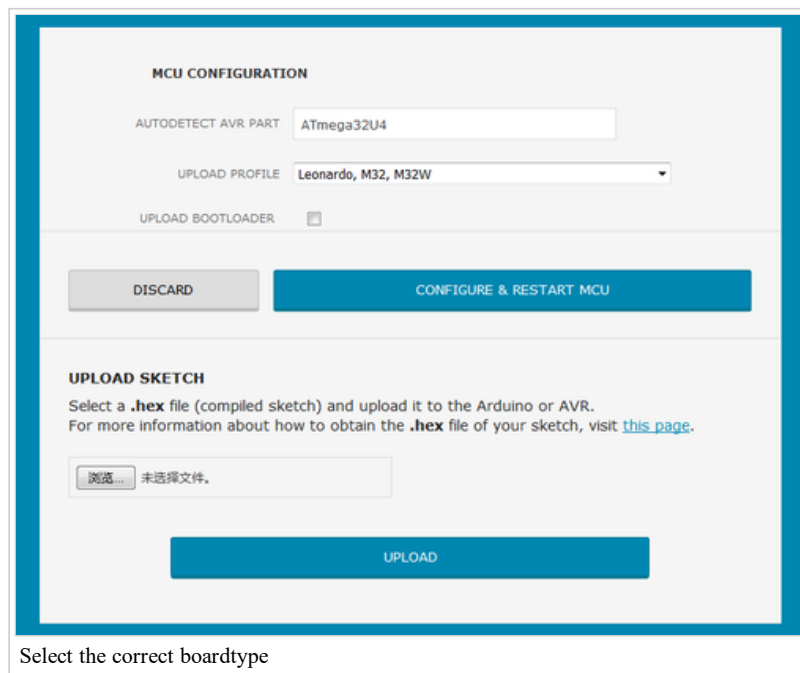 MCU CONFIGURATION
AUTODETECT AVR PART ATmega32U4
UPLOAD PROFILE Leonardo, M32, M32W
UPLOAD BOOTLOADER
DISCARD CONFIGURE & RESTART MCU
UPLOAD SKETCH
Select a .hex file (compiled sketch) and upload it to the Arduino or AVR.
For more information about how to obtain the .hex file of your sketch, visit this page.
浏览... 未选择文件。
UPLOAD
Select the correct boardtype